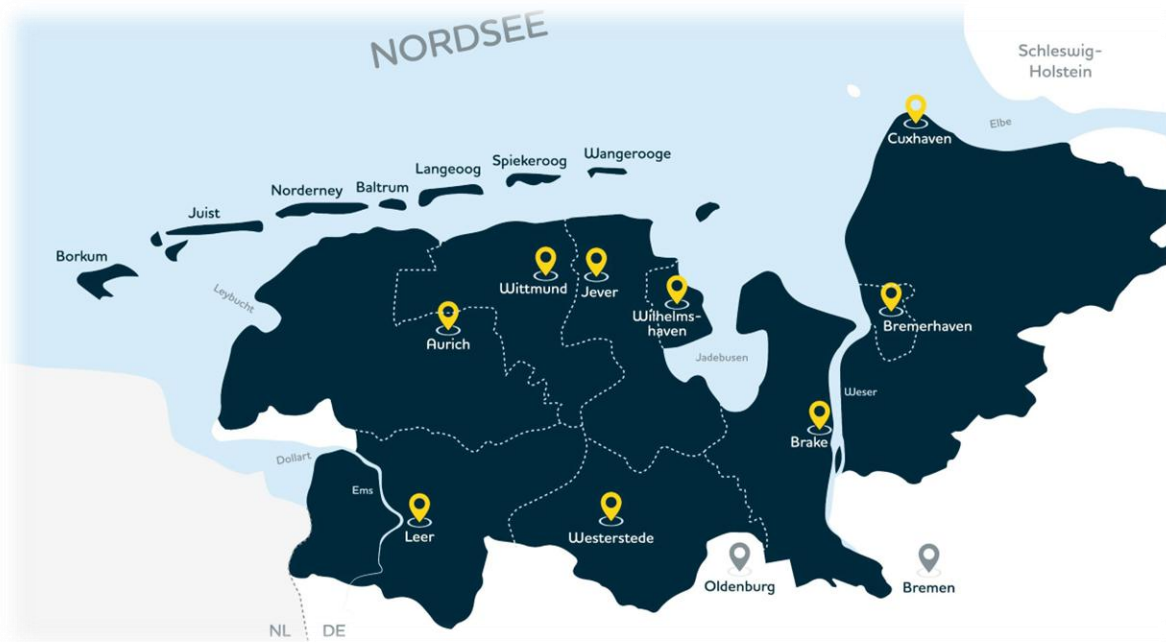 NORDSEE
Schleswig-
Holstein
Elbe
Cuxhaven
Wangerooge
Spiekeroog
Langeoog
Baltrum
Norderney
Juist
Borkum
Leybucht
Wittmund
Jever
Wilhelms-
haven
Aurich
Bremerhaven
Jadebusen
Weser
Brake
Dollart
Ems
Leer
Westerstede
Oldenburg
Bremen
NL DE